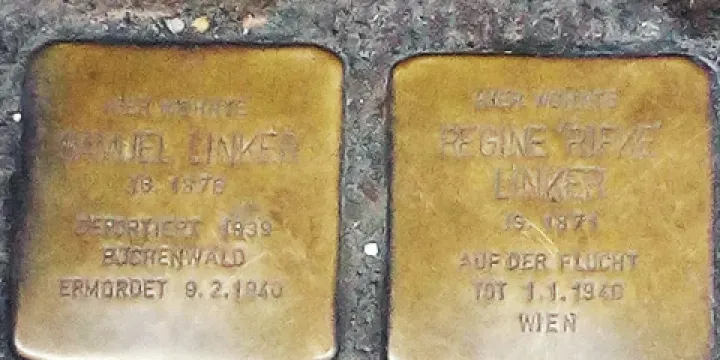 HIER WOHNTE
SAMUEL LINKER
JG. 1876
DEPORTIERT 1939
BUCHENWALD
ERMORDET 9.2.1940
HIER WOHNTE
REGINE 'RIFKE'
LINKER
JG. 1871
AUF DER FLUCHT
TOT 1.1.1940
WIEN